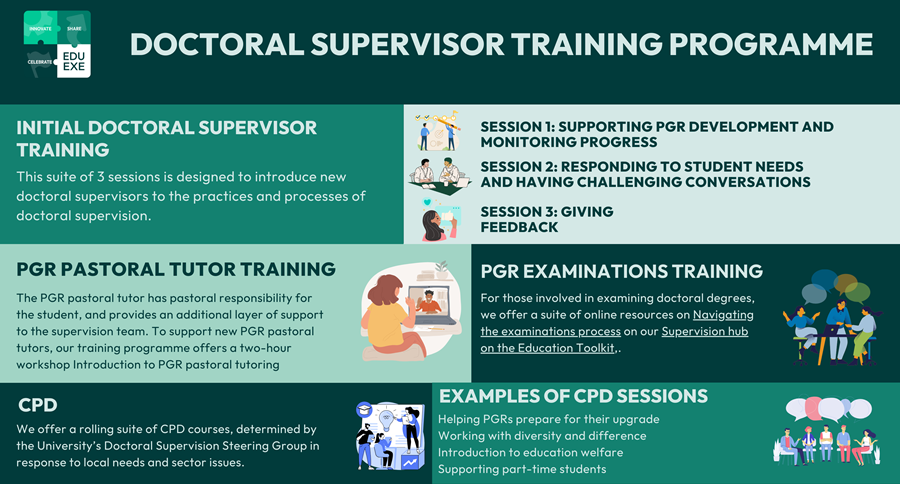 INNOVATE
SHARE
CELEBRATE
EDU
EXE
DOCTORAL SUPERVISOR TRAINING PROGRAMME
INITIAL DOCTORAL SUPERVISOR
TRAINING
This suite of 3 sessions is designed to introduce new
doctoral supervisors to the practices and processes of
doctoral supervision.
SESSION 1: SUPPORTING PGR DEVELOPMENT AND
MONITORING PROGRESS
SESSION 2: RESPONDING TO STUDENT NEEDS
AND HAVING CHALLENGING CONVERSATIONS
SESSION 3: GIVING
FEEDBACK
PGR PASTORAL TUTOR TRAINING
The PGR pastoral tutor has pastoral responsibility for
the student, and provides an additional layer of support
to the supervision team. To support new PGR pastoral
tutors, our training programme offers a two-hour
workshop Introduction to PGR pastoral tutoring
PGR EXAMINATIONS TRAINING
For those involved in examining doctoral degrees,
we offer a suite of online resources on Navigating
the examinations process on our Supervision hub
on the Education Toolkit,.
CPD
We offer a rolling suite of CPD courses, determined by
the University's Doctoral Supervision Steering Group in
response to local needs and sector issues.
EXAMPLES OF CPD SESSIONS
Helping PGRs prepare for their upgrade
Working with diversity and difference
Introduction to education welfare
Supporting part-time students